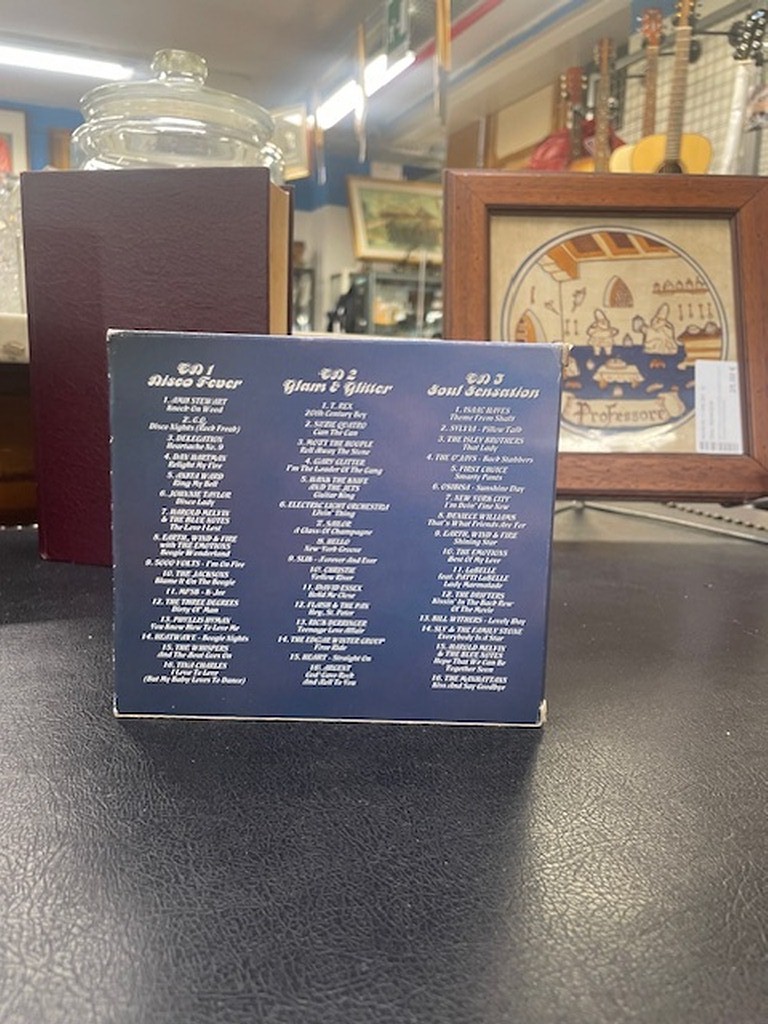 CD 1
Disco Fever
1. AMII STEWART
Knock On Wood
2. G.Q.
Disco Nights (Rock Freak)
3. DELEGATION
Heartache No. 9
4. DAN HARTMAN
Relight My Fire
5. ANITA WARD
Ring My Bell
6. JOHNNIE TAYLOR
Disco Lady
7. HAROLD MELVIN
& THE BLUE NOTES
The Love I Lost
8. EARTH, WIND & FIRE
with THE EMOTIONS
Boogie Wonderland
9. 5000 VOLTS - I'm On Fire
10. THE JACKSONS
Blame It On The Boogie
11. MFSB - K-Jee
12. THE THREE DEGREES
Dirty Ol' Man
13. PHYLLIS HYMAN
You Know How To Love Me
14. HEATWAVE - Boogie Nights
15. THE WHISPERS
And The Beat Goes On
16. TINA CHARLES
I Love To Love
(But My Baby Loves To Dance)
CD 2
Glam & Glitter
1. T. REX
20th Century Boy
2. SUZIE QUATRO
Can The Can
3. MOTT THE HOOPLE
Roll Away The Stone
4. GARY GLITTER
I'm The Leader Of The Gang
5. HANK THE KNIFE
AND THE JETS
Guitar King
6. ELECTRIC LIGHT ORCHESTRA
Livin' Thing
7. SAILOR
A Glass Of Champagne
8. HELLO
New York Groove
9. SLIK - Forever And Ever
10. CHRISTIE
Yellow River
11. DAVID ESSEX
Hold Me Close
12. FLASH & THE PAN
Hey, St. Peter
13. RICK DERRINGER
Teenage Love Affair
14. THE EDGAR WINTER GROUP
Free Ride
15. HEART - Straight On
16. ARGENT
God Gave Rock
And Roll To You
CD 3
Soul Sensation
1. ISAAC HAYES
Theme From Shaft
2. SYLVIA - Pillow Talk
3. THE ISLEY BROTHERS
That Lady
4. THE O'JAYS - Back Stabbers
5. FIRST CHOICE
Smarty Pants
6. OSIBISA - Sunshine Day
7. NEW YORK CITY
I'm Doin' Fine Now
8. DENIECE WILLIAMS
That's What Friends Are For
9. EARTH, WIND & FIRE
Shining Star
10. THE EMOTIONS
Best Of My Love
11. LaBELLE
feat. PATTI LaBELLE
Lady Marmalade
12. THE DRIFTERS
Kissin' In The Back Row
Of The Movie
13. BILL WITHERS - Lovely Day
14. SLY & THE FAMILY STONE
Everybody Is A Star
15. HAROLD MELVIN
& THE BLUE NOTES
Hope That We Can Be
Together Soon
16. THE MANHATTANS
Kiss And Say Goodbye
Professore